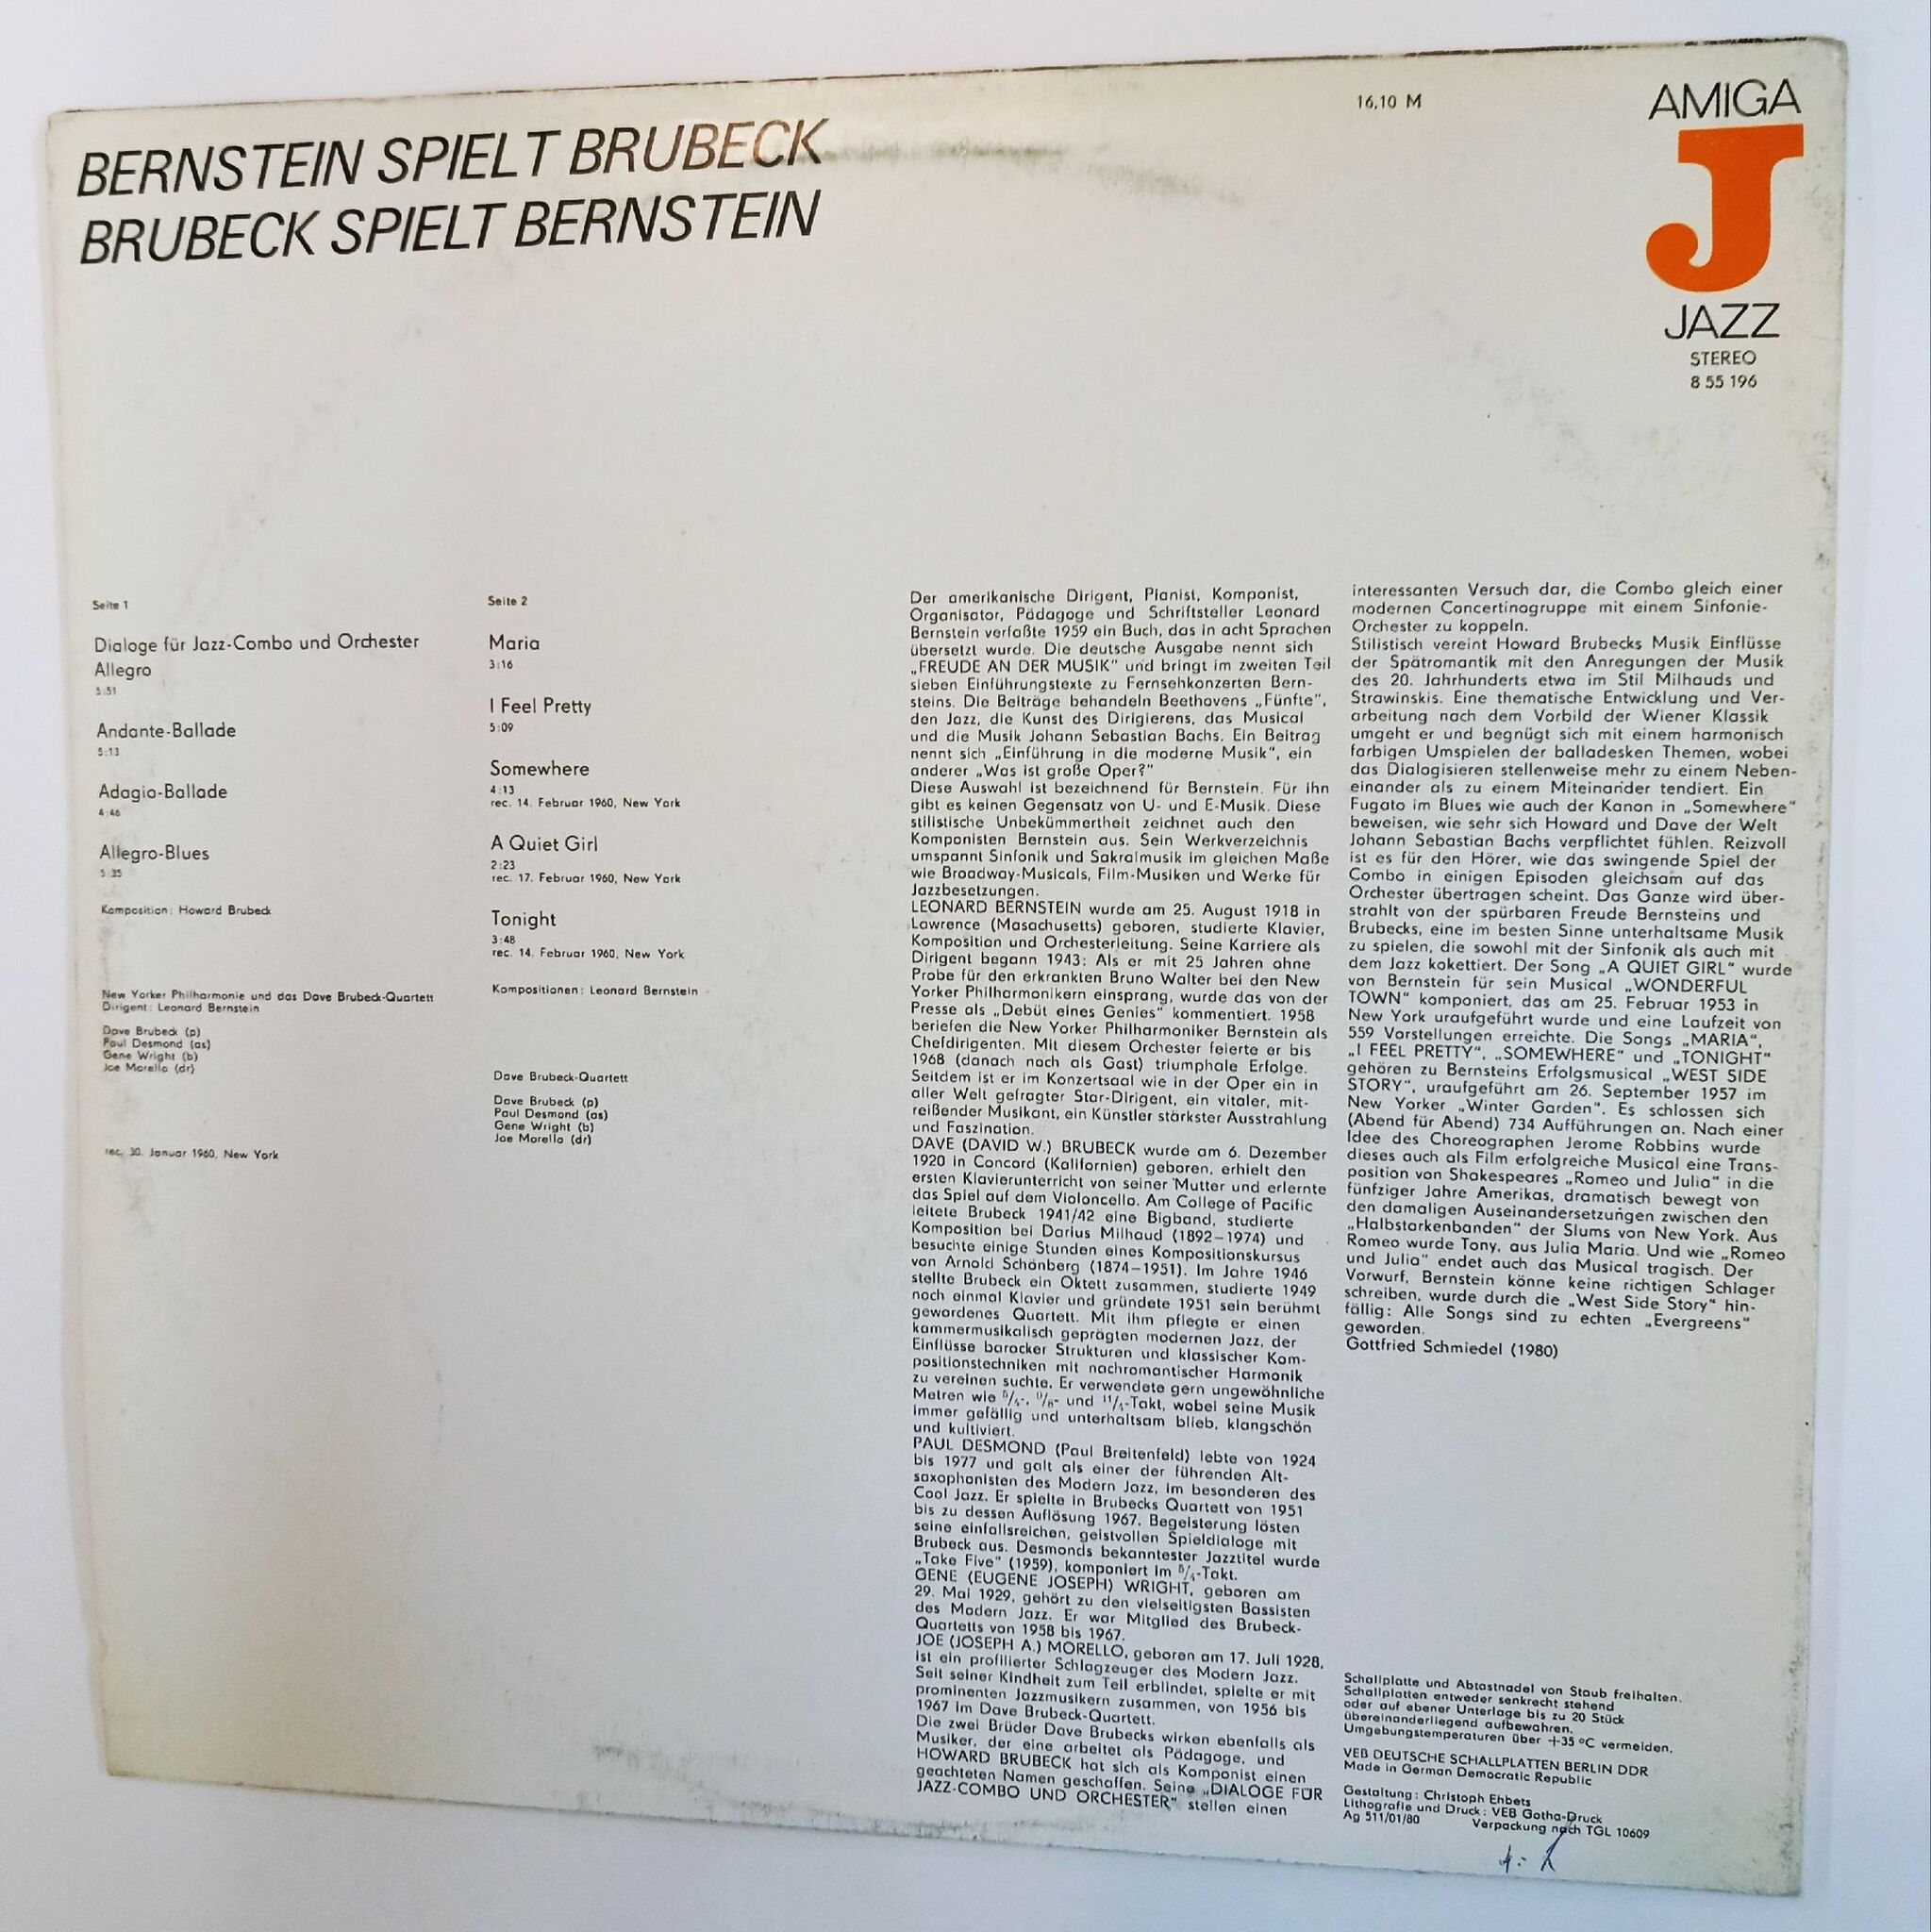 BERNSTEIN SPIELT BRUBECK
BRUBECK SPIELT BERNSTEIN
16,10 M
AMIGA
J
JAZZ
STEREO
8 55 196
Seite 1
Dialoge für Jazz-Combo und Orchester
Allegro
5:51
Andante-Ballade
5:13
Adagio-Ballade
4:46
Allegro-Blues
5:35
Komposition: Howard Brubeck
New Yorker Philharmonie und das Dave Brubeck-Quartett
Dirigent: Leonard Bernstein
Dave Brubeck (p)
Paul Desmond (as)
Gene Wright (b)
Joe Morello (dr)
rec. 30. Januar 1960, New York
Seite 2
Maria
3:16
I Feel Pretty
5:09
Somewhere
4:13
rec. 14. Februar 1960, New York
A Quiet Girl
2:23
rec. 17. Februar 1960, New York
Tonight
3:48
rec. 14. Februar 1960, New York
Kompositionen: Leonard Bernstein
Dave Brubeck-Quartett
Dave Brubeck (p)
Paul Desmond (as)
Gene Wright (b)
Joe Morello (dr)
Der amerikanische Dirigent, Pianist, Komponist,
Organisator, Pädagoge und Schriftsteller Leonard
Bernstein verfaßte 1959 ein Buch, das in acht Sprachen
übersetzt wurde. Die deutsche Ausgabe nennt sich
„FREUDE AN DER MUSIK“ und bringt im zweiten Teil
sieben Einführungstexte zu Fernsehkonzerten Bern-
steins. Die Beiträge behandeln Beethovens „Fünfte“,
den Jazz, die Kunst des Dirigierens, das Musical
und die Musik Johann Sebastian Bachs. Ein Beitrag
nennt sich „Einführung in die moderne Musik“, ein
anderer „Was ist große Oper?“
Diese Auswahl ist bezeichnend für Bernstein. Für ihn
gibt es keinen Gegensatz von U- und E-Musik. Diese
stilistische Unbekümmertheit zeichnet auch den
Komponisten Bernstein aus. Sein Werkverzeichnis
umspannt Sinfonik und Sakralmusik im gleichen Maße
wie Broadway-Musicals, Film-Musiken und Werke für
Jazzbesetzungen.
LEONARD BERNSTEIN wurde am 25. August 1918 in
Lawrence (Masachusetts) geboren, studierte Klavier,
Komposition und Orchesterleitung. Seine Karriere als
Dirigent begann 1943: Als er mit 25 Jahren ohne
Probe für den erkrankten Bruno Walter bei den New
Yorker Philharmonikern einsprang, wurde das von der
Presse als „Debüt eines Genies“ kommentiert. 1958
beriefen die New Yorker Philharmoniker Bernstein als
Chefdirigenten. Mit diesem Orchester feierte er bis
1968 (danach noch als Gast) triumphale Erfolge.
Seitdem ist er im Konzertsaal wie in der Oper ein in
aller Welt gefragter Star-Dirigent, ein vitaler, mit-
reißender Musikant, ein Künstler stärkster Ausstrahlung
und Faszination.
DAVE (DAVID W.) BRUBECK wurde am 6. Dezember
1920 in Concord (Kalifornien) geboren, erhielt den
ersten Klavierunterricht von seiner Mutter und erlernte
das Spiel auf dem Violoncello. Am College of Pacific
leitete Brubeck 1941/42 eine Bigband, studierte
Komposition bei Darius Milhaud (1892–1974) und
besuchte einige Stunden eines Kompositionskursus
von Arnold Schönberg (1874–1951). Im Jahre 1946
stellte Brubeck ein Oktett zusammen, studierte 1949
noch einmal Klavier und gründete 1951 sein berühmt
gewordenes Quartett. Mit ihm pflegte er einen
kammermusikalisch geprägten modernen Jazz, der
Einflüsse barocker Strukturen und klassischer Kom-
positionstechniken mit nachromantischer Harmonik
zu vereinen suchte. Er verwendete gern ungewöhnliche
Metren wie 5/4-, 9/8- und 11/4-Takt, wobei seine Musik
immer gefällig und unterhaltsam blieb, klangschön
und kultiviert.
PAUL DESMOND (Paul Breitenfeld) lebte von 1924
bis 1977 und galt als einer der führenden Alt-
saxophonisten des Modern Jazz, im besonderen des
Cool Jazz. Er spielte in Brubecks Quartett von 1951
bis zu dessen Auflösung 1967. Begeisterung lösten
seine einfallsreichen, geistvollen Spieldialoge mit
Brubeck aus. Desmonds bekanntester Jazztitel wurde
„Take Five“ (1959), komponiert im 5/4-Takt.
GENE (EUGENE JOSEPH) WRIGHT, geboren am
29. Mai 1929, gehört zu den vielseitigsten Bassisten
des Modern Jazz. Er war Mitglied des Brubeck-
Quartetts von 1958 bis 1967.
JOE (JOSEPH A.) MORELLO, geboren am 17. Juli 1928,
ist ein profilierter Schlagzeuger des Modern Jazz.
Seit seiner Kindheit zum Teil erblindet, spielte er mit
prominenten Jazzmusikern zusammen, von 1956 bis
1967 im Dave Brubeck-Quartett.
Die zwei Brüder Dave Brubecks wirken ebenfalls als
Musiker, der eine arbeitet als Pädagoge, und
HOWARD BRUBECK hat sich als Komponist einen
geachteten Namen geschaffen. Seine „DIALOGE FÜR
JAZZ-COMBO UND ORCHESTER“ stellen einen
interessanten Versuch dar, die Combo gleich einer
modernen Concertinogruppe mit einem Sinfonie-
Orchester zu koppeln.
Stilistisch vereint Howard Brubecks Musik Einflüsse
der Spätromantik mit den Anregungen der Musik
des 20. Jahrhunderts etwa im Stil Milhauds und
Strawinskis. Eine thematische Entwicklung und Ver-
arbeitung nach dem Vorbild der Wiener Klassik
umgeht er und begnügt sich mit einem harmonisch
farbigen Umspielen der balladesken Themen, wobei
das Dialogisieren stellenweise mehr zu einem Neben-
einander als zu einem Miteinander tendiert. Ein
Fugato im Blues wie auch der Kanon in „Somewhere“
beweisen, wie sehr sich Howard und Dave der Welt
Johann Sebastian Bachs verpflichtet fühlen. Reizvoll
ist es für den Hörer, wie das swingende Spiel der
Combo in einigen Episoden gleichsam auf das
Orchester übertragen scheint. Das Ganze wird über-
strahlt von der spürbaren Freude Bernsteins und
Brubecks, eine im besten Sinne unterhaltsame Musik
zu spielen, die sowohl mit der Sinfonik als auch mit
dem Jazz kokettiert. Der Song „A QUIET GIRL“ wurde
von Bernstein für sein Musical „WONDERFUL
TOWN“ komponiert, das am 25. Februar 1953 in
New York uraufgeführt wurde und eine Laufzeit von
559 Vorstellungen erreichte. Die Songs „MARIA“,
„I FEEL PRETTY“, „SOMEWHERE“ und „TONIGHT“
gehören zu Bernsteins Erfolgsmusical „WEST SIDE
STORY“, uraufgeführt am 26. September 1957 im
New Yorker „Winter Garden“. Es schlossen sich
(Abend für Abend) 734 Aufführungen an. Nach einer
Idee des Choreographen Jerome Robbins wurde
dieses auch als Film erfolgreiche Musical eine Trans-
position von Shakespeares „Romeo und Julia“ in die
fünfziger Jahre Amerikas, dramatisch bewegt von
den damaligen Auseinandersetzungen zwischen den
„Halbstarkenbanden“ der Slums von New York. Aus
Romeo wurde Tony, aus Julia Maria. Und wie „Romeo
und Julia“ endet auch das Musical tragisch. Der
Vorwurf, Bernstein könne keine richtigen Schlager
schreiben, wurde durch die „West Side Story“ hin-
fällig: Alle Songs sind zu echten „Evergreens“
geworden.
Gottfried Schmiedel (1980)
Schallplatte und Abtastnadel von Staub freihalten.
Schallplatten entweder senkrecht stehend
oder auf ebener Unterlage bis zu 20 Stück
übereinanderliegend aufbewahren.
Umgebungstemperaturen über +35 °C vermeiden.
VEB DEUTSCHE SCHALLPLATTEN BERLIN DDR
Made in German Democratic Republic
Gestaltung: Christoph Ehbets
Lithografie und Druck: VEB Gotha-Druck
Ag 511/01/80 Verpackung nach TGL 10609